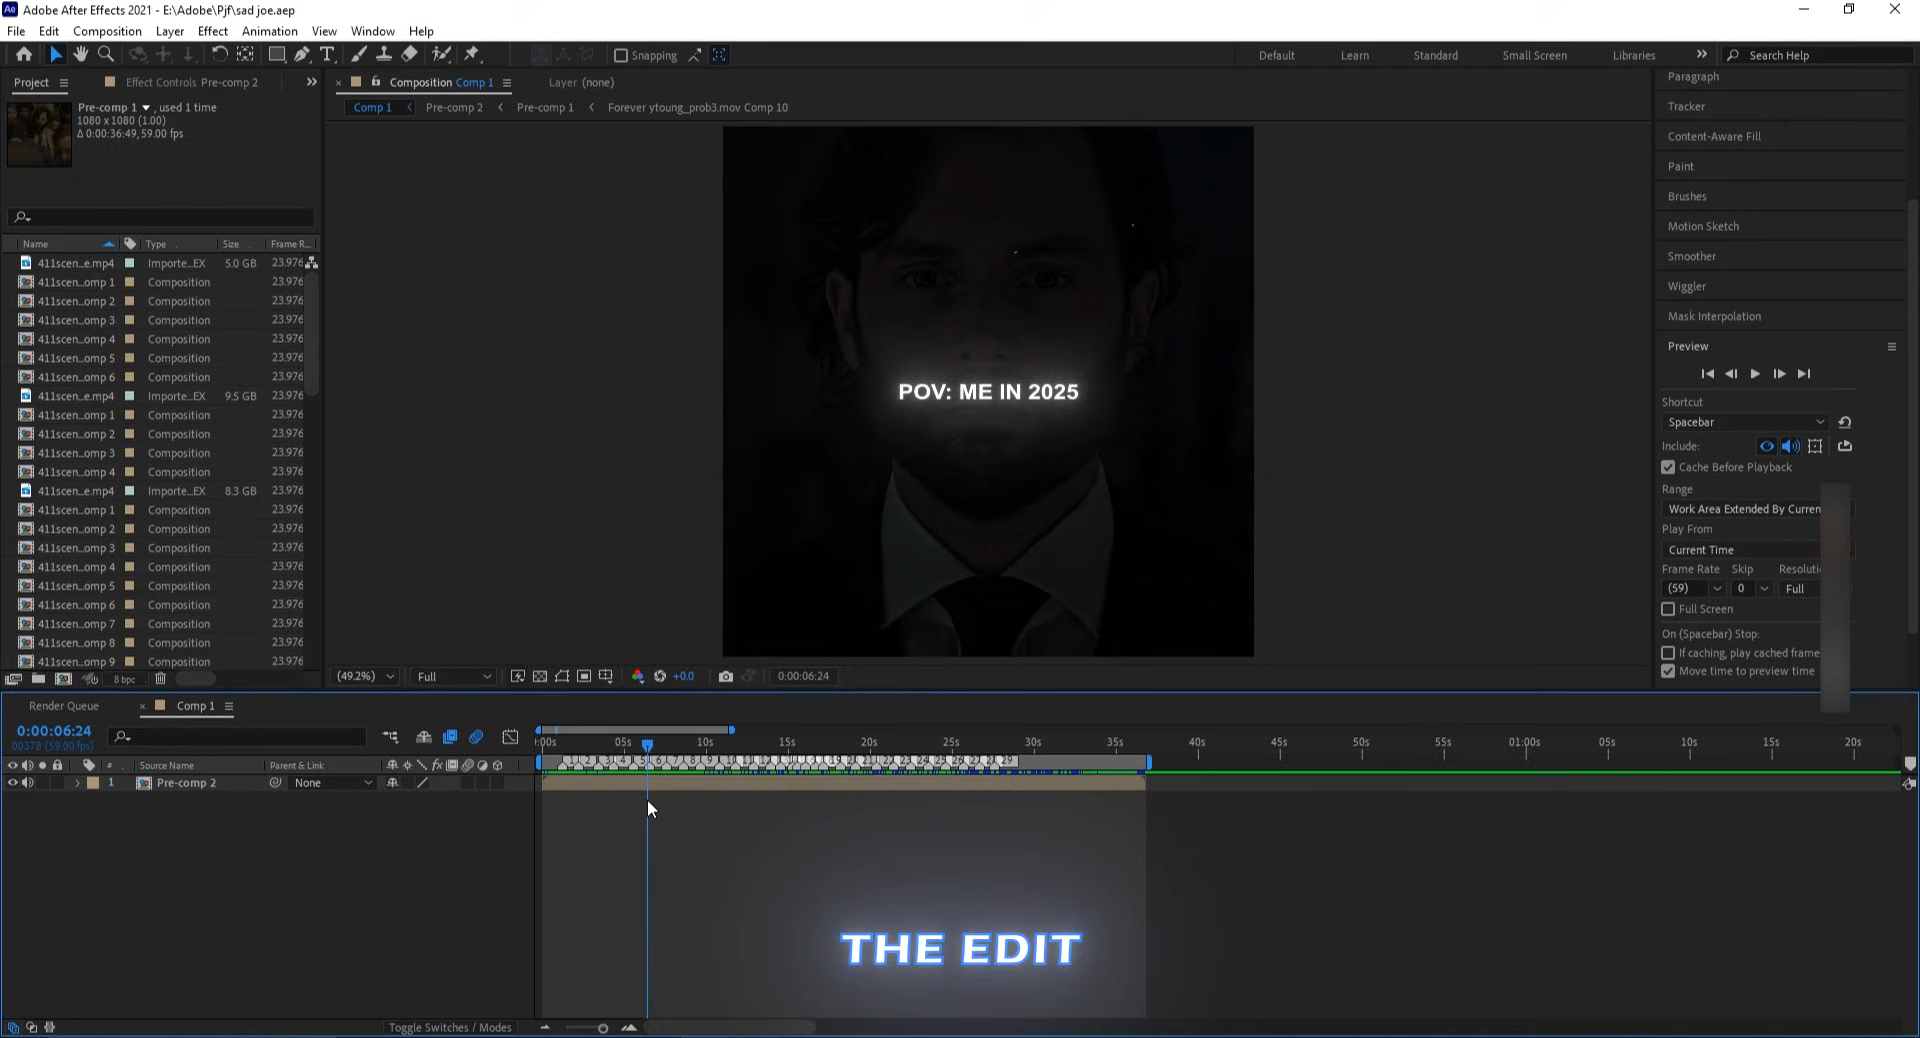 Adobe After Effects 2021 - E:\Adobe\Pjf\sad joe.aep
File Edit Composition Layer Effect Animation View Window Help
Snapping Default Learn Standard Small Screen Libraries Search Help
Project Effect Controls Pre-comp 2
Composition Comp 1 Layer (none)
Pre-comp 1 , used 1 time
1080 x 1080 (1.00)
Δ 0:00:36:49, 59.00 fps
Comp 1 Pre-comp 2 Pre-comp 1 Forever ytoung_prob3.mov Comp 10
Name Type Size Frame R...
411scen...e.mp4 Importe...EX 5.0 GB 23.976
411scen...omp 1 Composition 23.976
411scen...omp 2 Composition 23.976
411scen...omp 3 Composition 23.976
411scen...omp 4 Composition 23.976
411scen...omp 5 Composition 23.976
411scen...omp 6 Composition 23.976
411scen...e.mp4 Importe...EX 9.5 GB 23.976
411scen...omp 1 Composition 23.976
411scen...omp 2 Composition 23.976
411scen...omp 3 Composition 23.976
411scen...omp 4 Composition 23.976
411scen...e.mp4 Importe...EX 8.3 GB 23.976
411scen...omp 1 Composition 23.976
411scen...omp 2 Composition 23.976
411scen...omp 3 Composition 23.976
411scen...omp 4 Composition 23.976
411scen...omp 5 Composition 23.976
411scen...omp 6 Composition 23.976
411scen...omp 7 Composition 23.976
411scen...omp 8 Composition 23.976
411scen...omp 9 Composition 23.976
8 bpc
POV: ME IN 2025
(49.2%) Full +0.0 0:00:06:24
Paragraph
Tracker
Content-Aware Fill
Paint
Brushes
Motion Sketch
Smoother
Wiggler
Mask Interpolation
Preview
Shortcut
Spacebar
Include:
Cache Before Playback
Range
Work Area Extended By Curren
Play From
Current Time
Frame Rate Skip Resoluti
(59) 0 Full
Full Screen
On (Spacebar) Stop:
If caching, play cached frame
Move time to preview time
Render Queue Comp 1
0:00:06:24
00378 (59.00 fps)
:00s 05s 10s 15s 20s 25s 30s 35s 40s 45s 50s 55s 01:00s 05s 10s 15s 20s
# Source Name Parent & Link
1 Pre-comp 2 None
THE EDIT
Toggle Switches / Modes